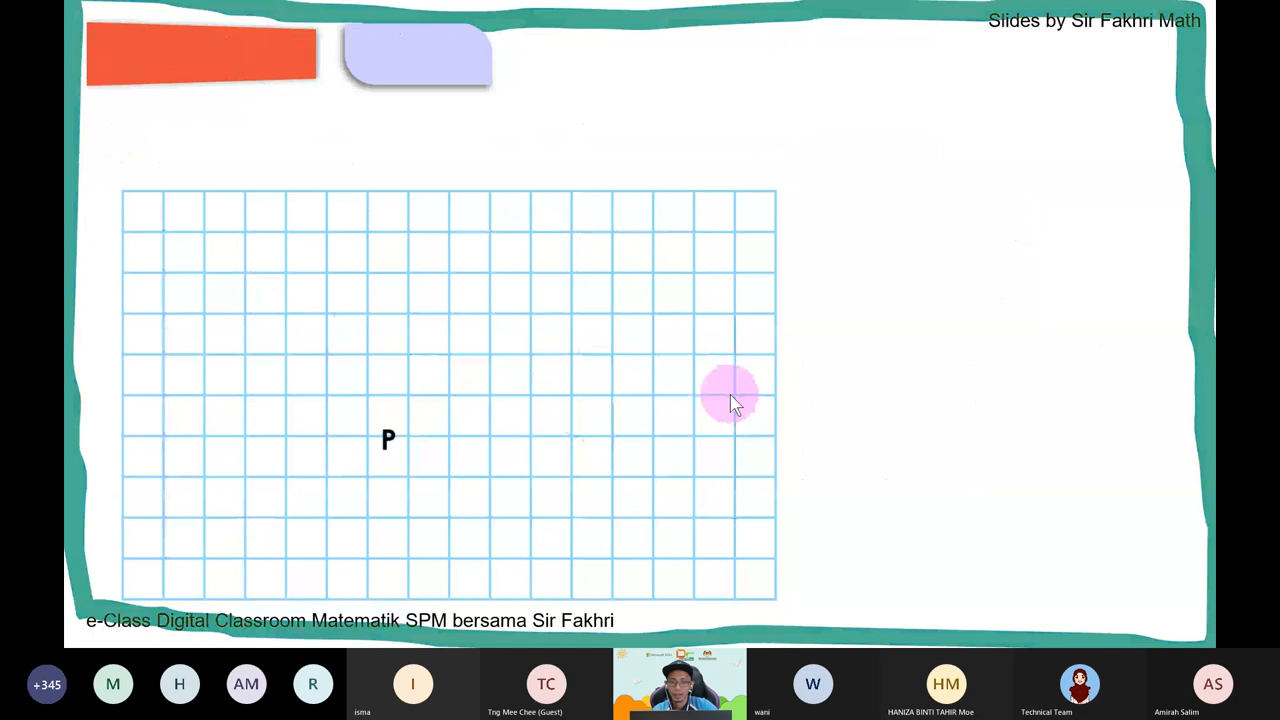 Slides by Sir Fakhri Math
P
e-Class Digital Classroom Matematik SPM bersama Sir Fakhri
+345
M
H
AM
R
I
TC
W
HM
AS
isma
Tng Mee Chee (Guest)
wani
HANIZA BINTI TAHIR Moe
Technical Team
Amirah Salim